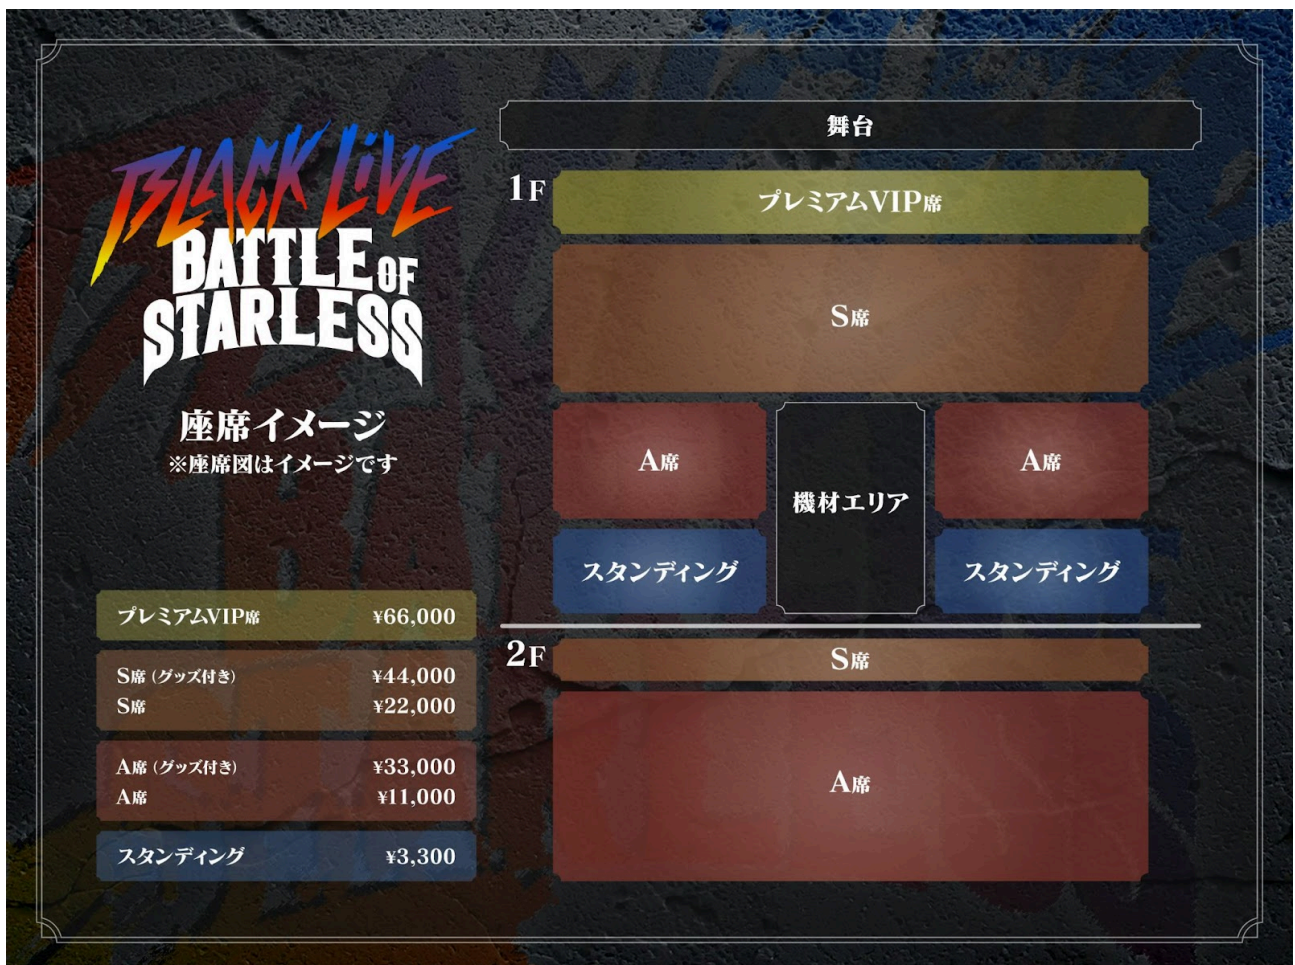 BLACK LIVE
BATTLE OF
STARLESS
座席イメージ
※座席図はイメージです
プレミアムVIP席 ¥66,000
S席(グッズ付き) ¥44,000
S席 ¥22,000
A席(グッズ付き) ¥33,000
A席 ¥11,000
スタンディング ¥3,300
舞台
1F
プレミアムVIP席
S席
A席
機材エリア
A席
スタンディング
スタンディング
2F
S席
A席